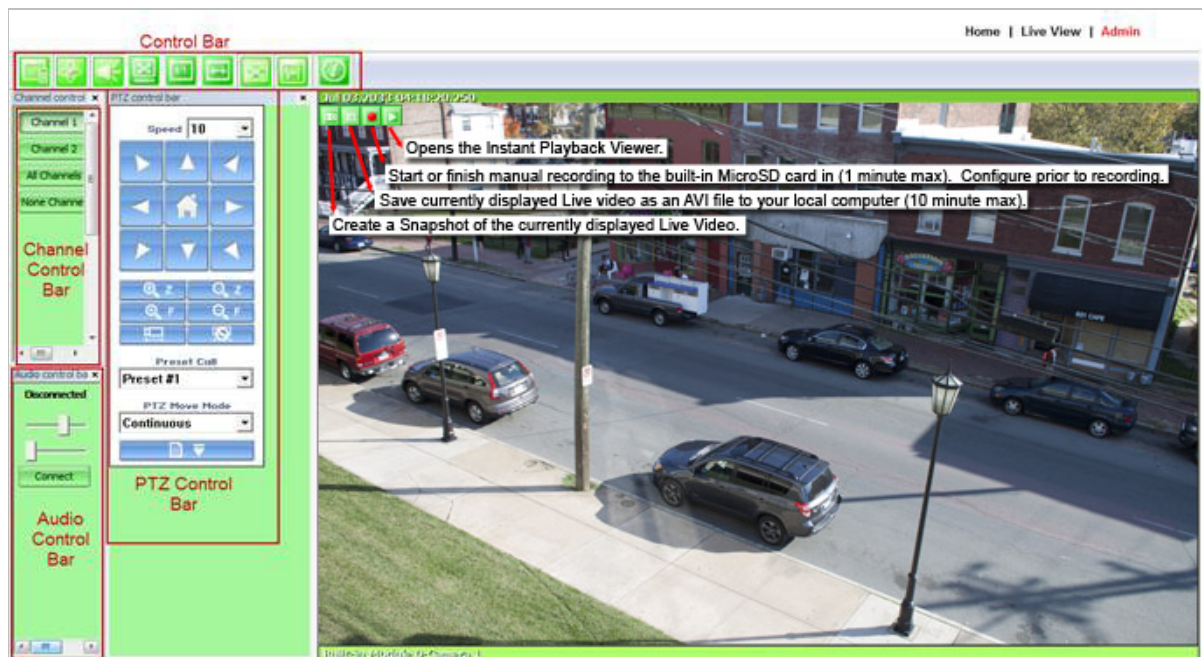 Home | Live View | Admin
Control Bar
Channel control x
PTZ control bar x
Channel 1
Channel 2
All Channels
None Channe
Channel
Control
Bar
Speed 10
Z Z
F F
Preset Call
Preset #1
PTZ Move Mode
Continuous
PTZ Control
Bar
Audio control ba x
Disconnected
Connect
Audio
Control
Bar
Opens the Instant Playback Viewer.
Start or finish manual recording to the built-in MicroSD card in (1 minute max). Configure prior to recording.
Save currently displayed Live video as an AVI file to your local computer (10 minute max).
Create a Snapshot of the currently displayed Live Video.
CAFE